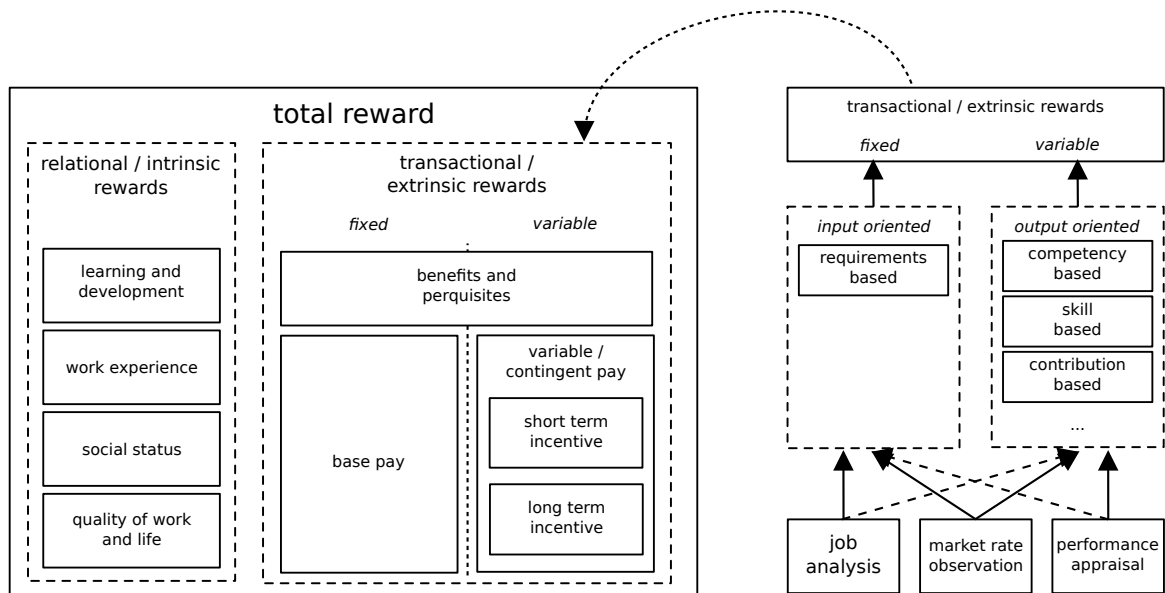 total reward
relational / intrinsic
rewards
learning and
development
work experience
social status
quality of work
and life
transactional /
extrinsic rewards
fixed
variable
benefits and
perquisites
base pay
variable /
contingent pay
short term
incentive
long term
incentive
transactional / extrinsic rewards
fixed
variable
input oriented
requirements
based
output oriented
competency
based
skill
based
contribution
based
...
job
analysis
market rate
observation
performance
appraisal